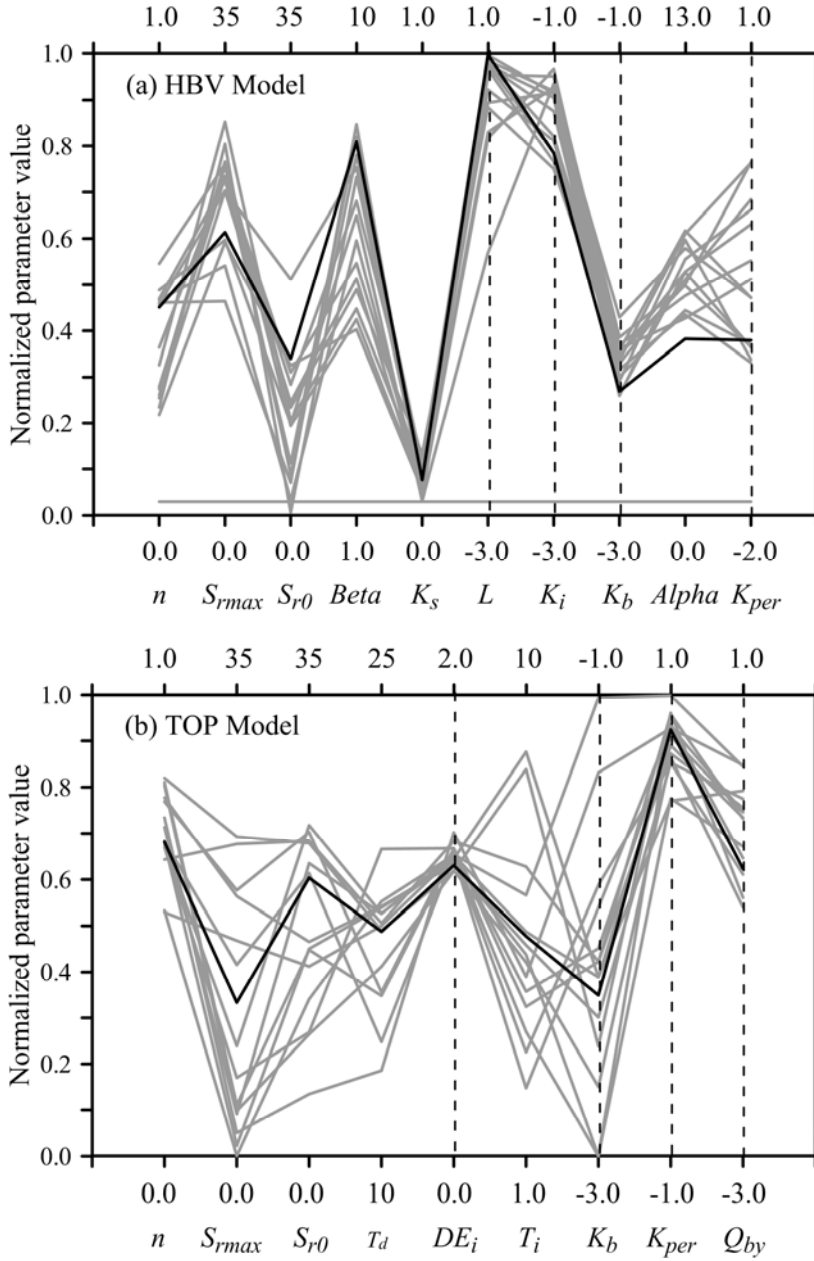 1.0 35 35 10 1.0 1.0 -1.0 -1.0 13.0 1.0
(a) HBV Model
Normalized parameter value
1.0
0.8
0.6
0.4
0.2
0.0
0.0 0.0 0.0 1.0 0.0 -3.0 -3.0 -3.0 0.0 -2.0
n Srmax Sr0 Beta Ks L Ki Kb Alpha Kper
1.0 35 35 25 2.0 10 -1.0 1.0 1.0
(b) TOP Model
Normalized parameter value
1.0
0.8
0.6
0.4
0.2
0.0
0.0 0.0 0.0 10 0.0 1.0 -3.0 -1.0 -3.0
n Srmax Sr0 Td DEi Ti Kb Kper Qby